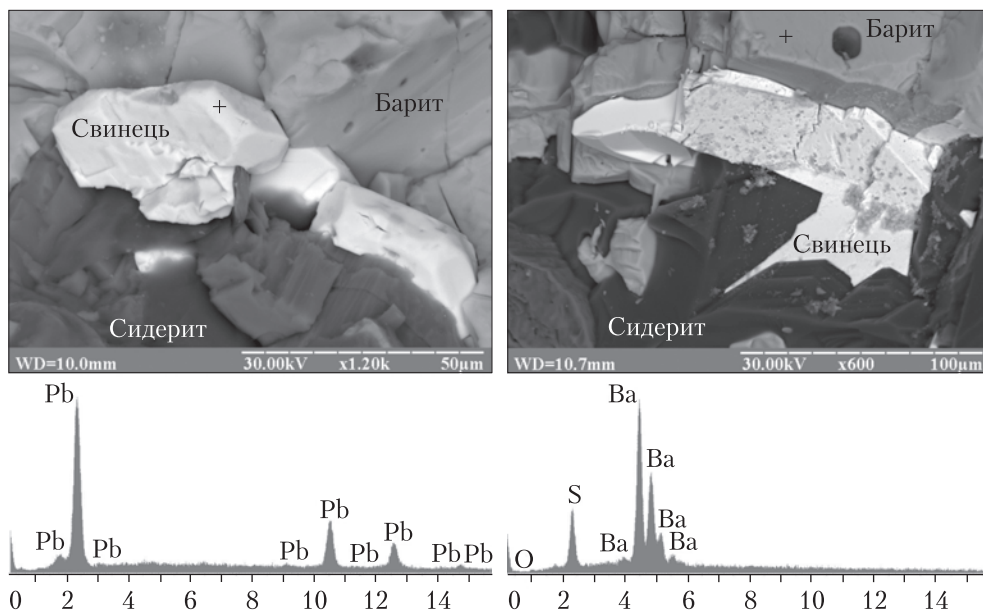 Свинець
+
Барит
Сидерит
WD=10.0mm 30.00kV x1.20k 50µm
+
Барит
Свинець
Сидерит
WD=10.7mm 30.00kV x600 100µm
Pb
Pb Pb Pb Pb Pb Pb Pb Pb
0 2 4 6 8 10 12 14
Ba
Ba
S
Ba
Ba Ba
O
0 2 4 6 8 10 12 14